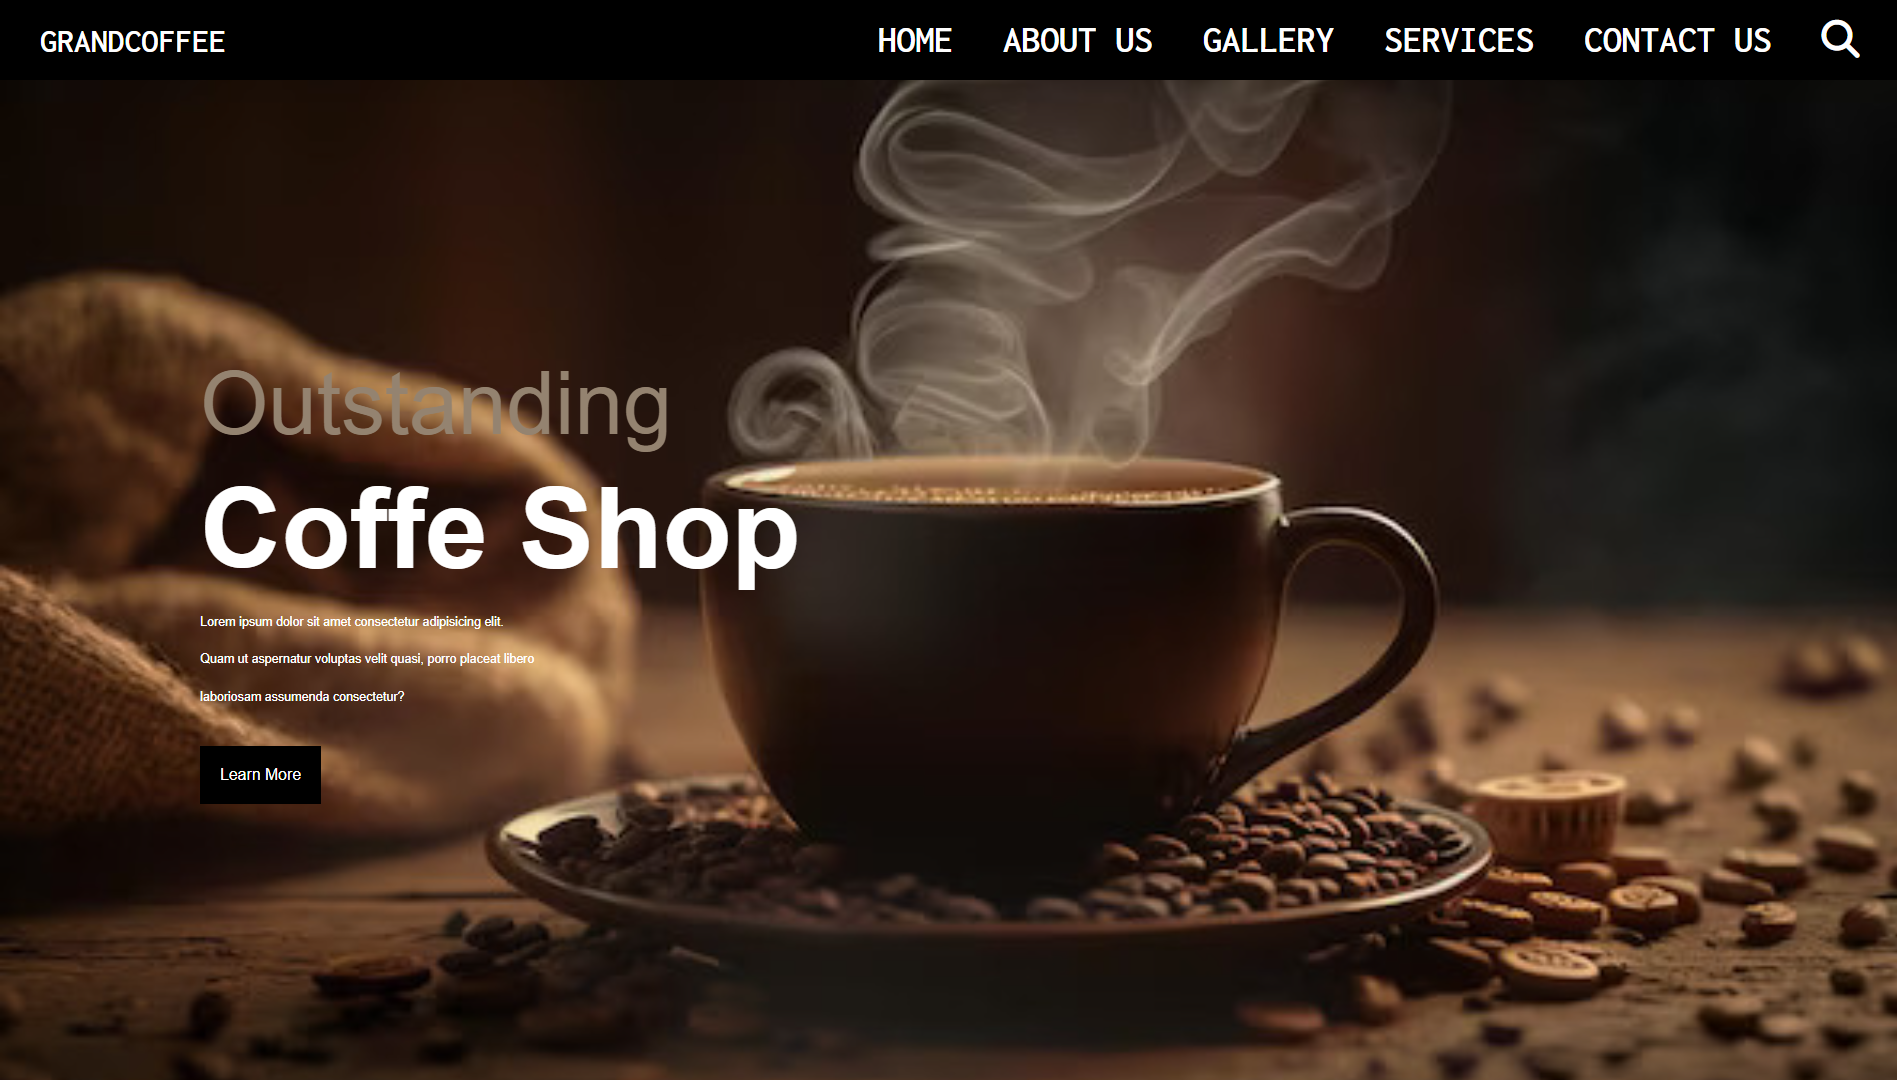 GRANDCOFFEE
HOME ABOUT US GALLERY SERVICES CONTACT US
Outstanding
Coffe Shop
Lorem ipsum dolor sit amet consectetur adipisicing elit.
Quam ut aspernatur voluptas velit quasi, porro placeat libero
laboriosam assumenda consectetur?
Learn More